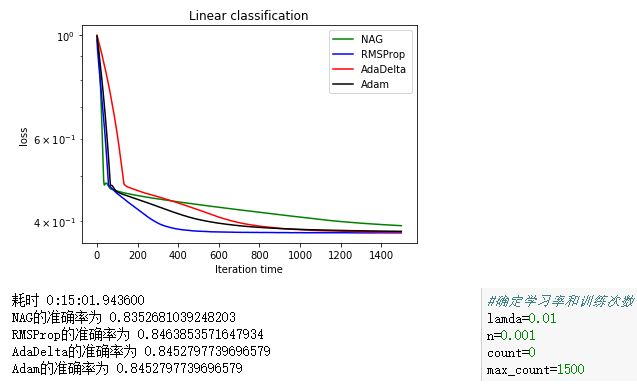 Linear classification
NAG
RMSProp
AdaDelta
Adam
10⁰
6 × 10⁻¹
4 × 10⁻¹
loss
0 200 400 600 800 1000 1200 1400
Iteration time
耗时 0:15:01.943600
NAG的准确率为 0.8352681039248203
RMSProp的准确率为 0.8463853571647934
AdaDelta的准确率为 0.8452797739696579
Adam的准确率为 0.8452797739696579
#确定学习率和训练次数
lamda=0.01
n=0.001
count=0
max_count=1500